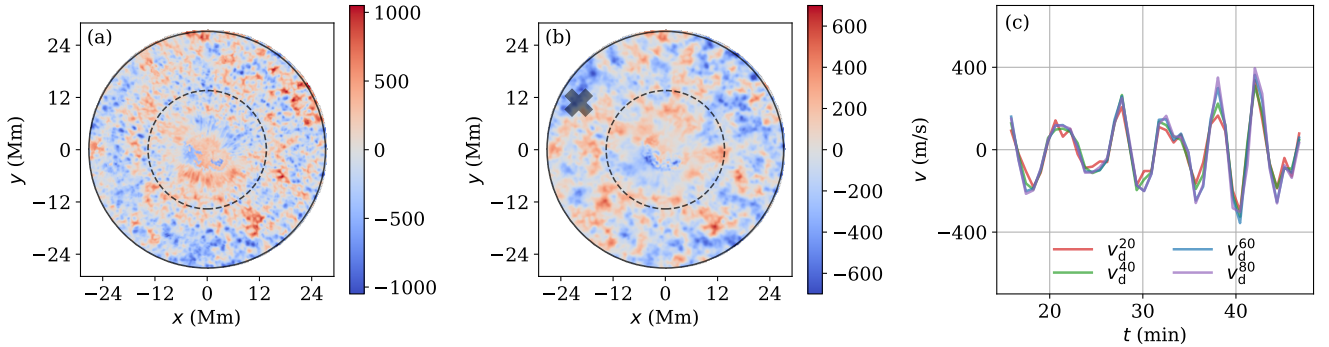 (a)
24
12
0
−12
−24
y (Mm)
−24 −12 0 12 24
x (Mm)
1000
500
0
−500
−1000
(b)
24
12
0
−12
−24
y (Mm)
−24 −12 0 12 24
x (Mm)
600
400
200
0
−200
−400
−600
(c)
400
0
−400
v (m/s)
v_d^20 v_d^60
v_d^40 v_d^80
20 30 40
t (min)